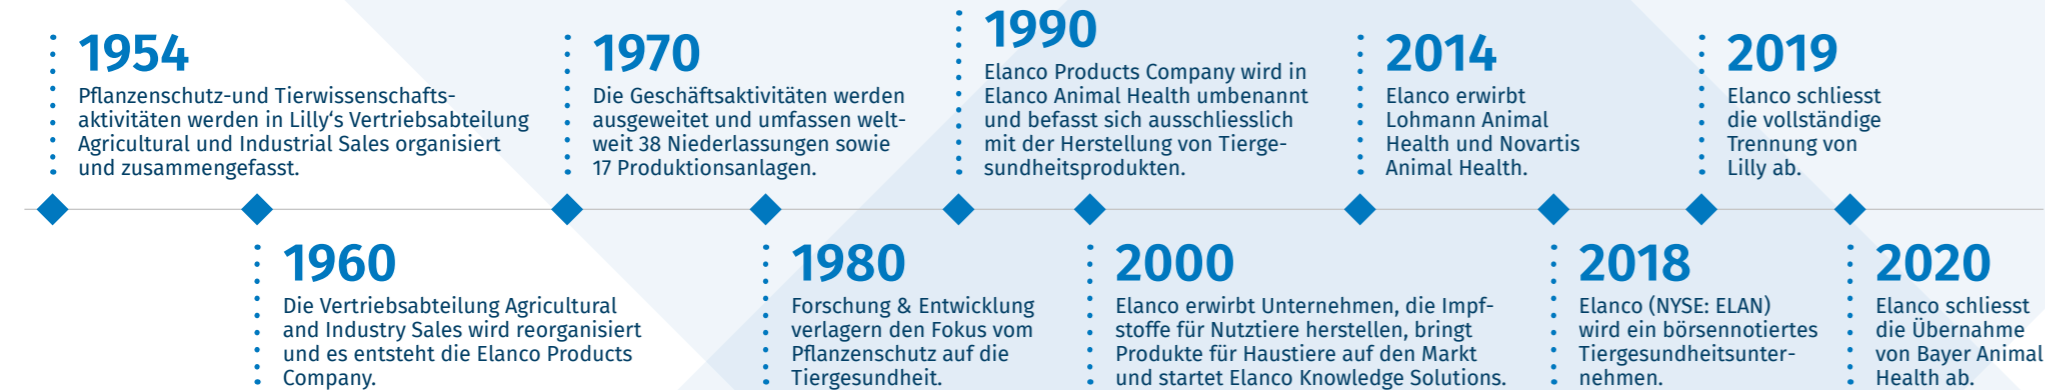 1954
Pflanzenschutz-und Tierwissenschafts-
aktivitäten werden in Lilly‘s Vertriebsabteilung
Agricultural und Industrial Sales organisiert
und zusammengefasst.
1960
Die Vertriebsabteilung Agricultural
and Industry Sales wird reorganisiert
und es entsteht die Elanco Products
Company.
1970
Die Geschäftsaktivitäten werden
ausgeweitet und umfassen welt-
weit 38 Niederlassungen sowie
17 Produktionsanlagen.
1980
Forschung & Entwicklung
verlagern den Fokus vom
Pflanzenschutz auf die
Tiergesundheit.
1990
Elanco Products Company wird in
Elanco Animal Health umbenannt
und befasst sich ausschliesslich
mit der Herstellung von Tierge-
sundheitsprodukten.
2000
Elanco erwirbt Unternehmen, die Impf-
stoffe für Nutztiere herstellen, bringt
Produkte für Haustiere auf den Markt
und startet Elanco Knowledge Solutions.
2014
Elanco erwirbt
Lohmann Animal
Health und Novartis
Animal Health.
2018
Elanco (NYSE: ELAN)
wird ein börsennotiertes
Tiergesundheitsunter-
nehmen.
2019
Elanco schliesst
die vollständige
Trennung von
Lilly ab.
2020
Elanco schliesst
die Übernahme
von Bayer Animal
Health ab.